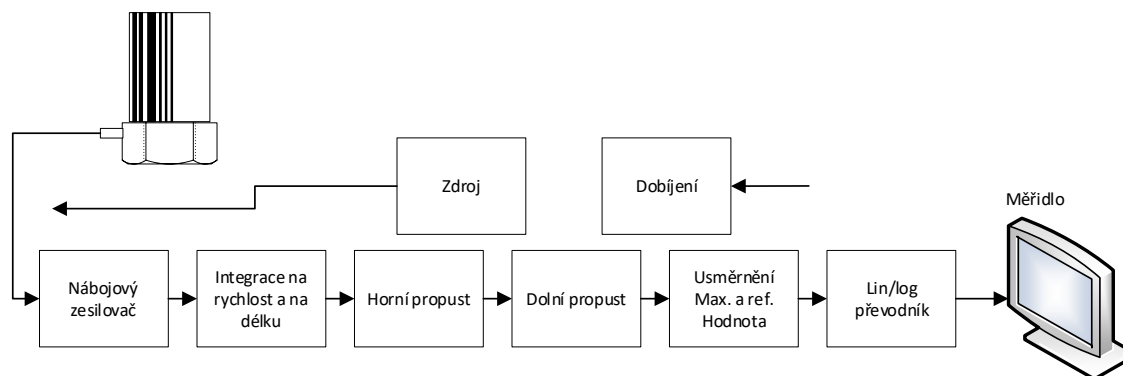 Zdroj
Dobíjení
Měřidlo
Nábojový
zesilovač
Integrace na
rychlost a na
délku
Horní propust
Dolní propust
Usměrnění
Max. a ref.
Hodnota
Lin/log
převodník